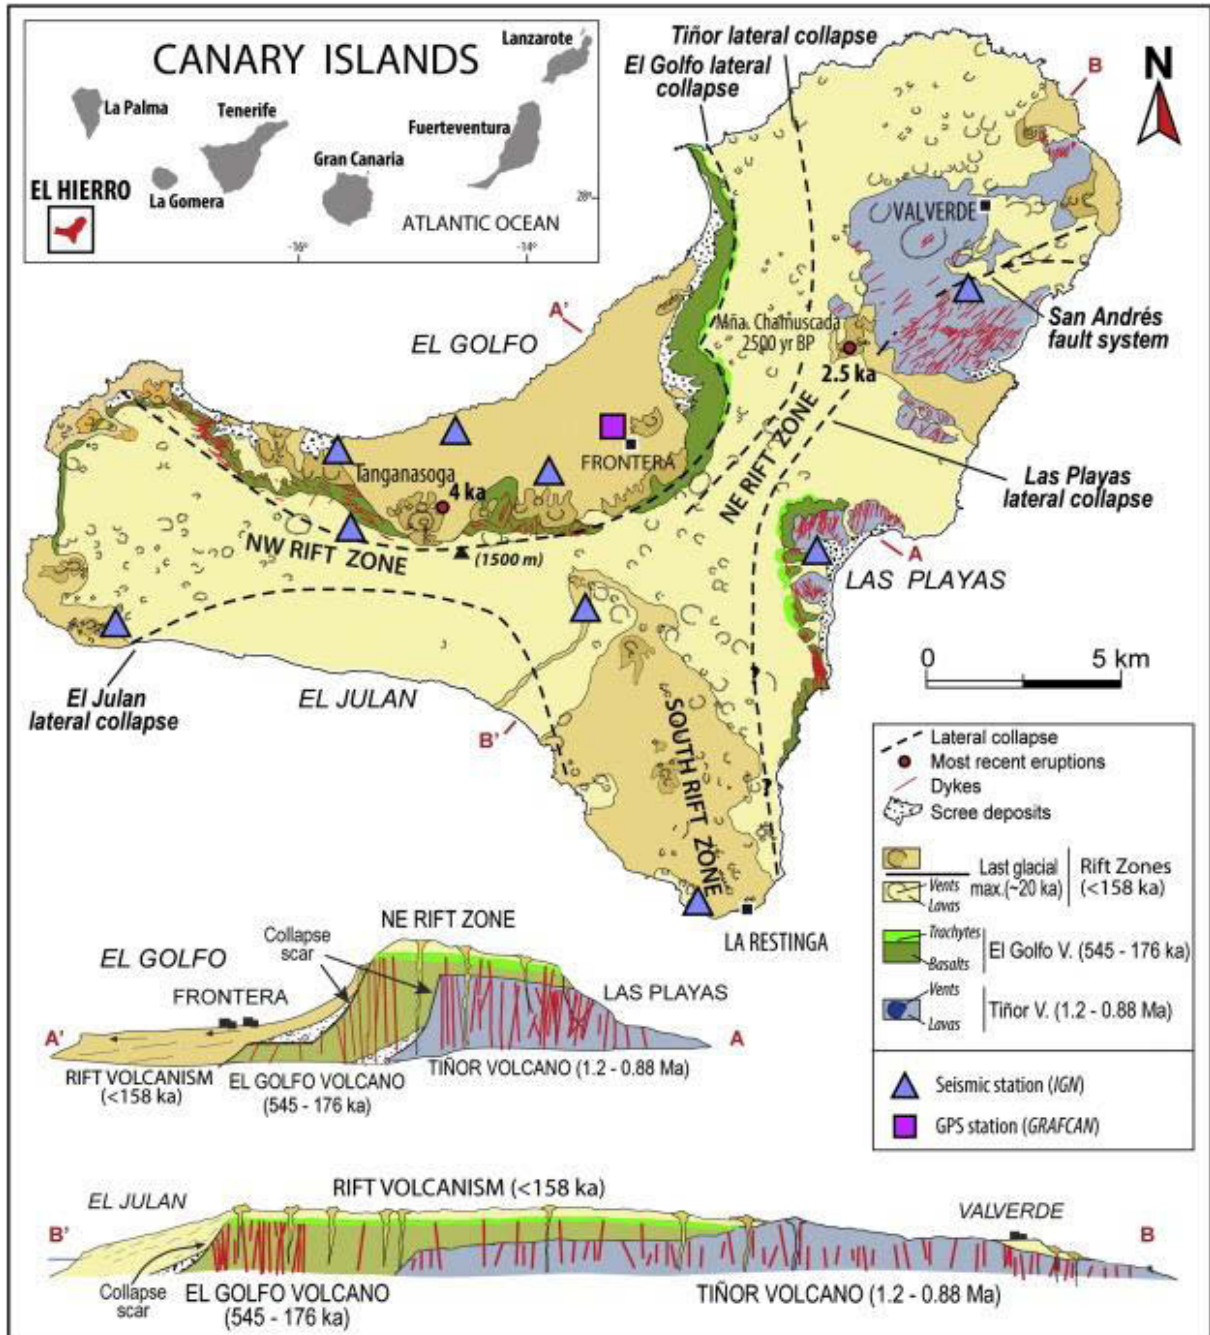 CANARY ISLANDS
Lanzarote
La Palma
Tenerife
Fuerteventura
Gran Canaria
La Gomera
EL HIERRO
ATLANTIC OCEAN
28°
-16°
-14°
Tiñor lateral collapse
El Golfo lateral
collapse
B
N
VALVERDE
A'
EL GOLFO
Mña. Chamuscada
2500 yr BP
2.5 ka
San Andrés
fault system
NE RIFT ZONE
FRONTERA
Tanganasoga
4 ka
Las Playas
lateral collapse
NW RIFT ZONE
(1500 m)
A
LAS PLAYAS
0
5 km
El Julan
lateral collapse
EL JULAN
B'
SOUTH RIFT ZONE
LA RESTINGA
Lateral collapse
Most recent eruptions
Dykes
Scree deposits
Last glacial
max.(~20 ka)
Vents
Lavas
Rift Zones
(<158 ka)
Trachytes
Basalts
El Golfo V. (545 - 176 ka)
Vents
Lavas
Tiñor V. (1.2 - 0.88 Ma)
Seismic station (IGN)
GPS station (GRAFCAN)
NE RIFT ZONE
Collapse
scar
EL GOLFO
FRONTERA
LAS PLAYAS
A'
A
RIFT VOLCANISM
(<158 ka)
EL GOLFO VOLCANO
(545 - 176 ka)
TIÑOR VOLCANO (1.2 - 0.88 Ma)
EL JULAN
RIFT VOLCANISM (<158 ka)
VALVERDE
B'
B
Collapse
scar
EL GOLFO VOLCANO
(545 - 176 ka)
TIÑOR VOLCANO (1.2 - 0.88 Ma)